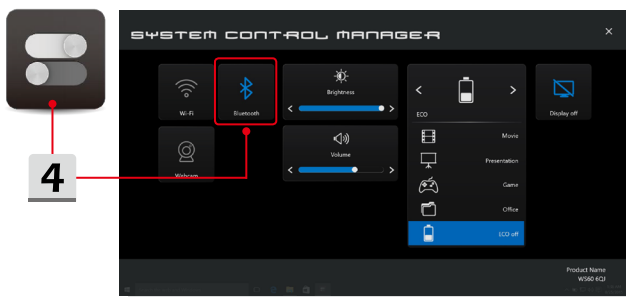 SYSTEM CONTROL MANAGER
×
Wi-Fi
Bluetooth
Brightness
ECO
Display off
Webcam
Volume
Movie
Presentation
Game
Office
ECO off
4
Product Name
WS60 6QJ